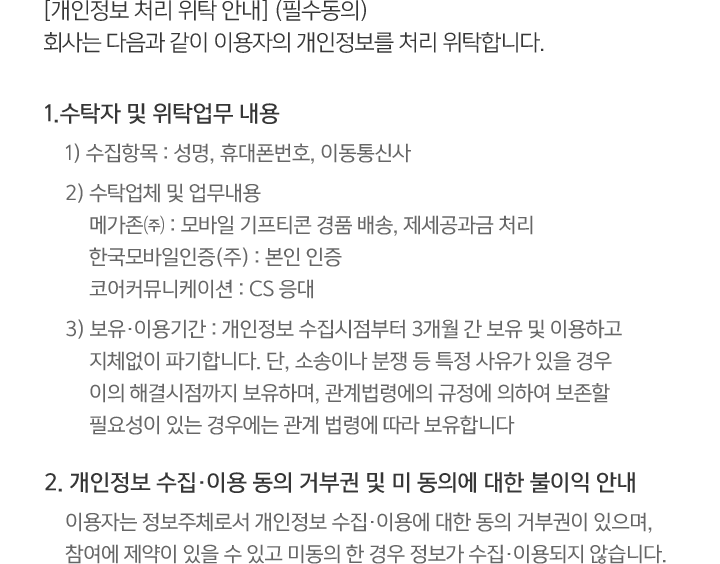 [개인정보 처리 위탁 안내] (필수동의)
회사는 다음과 같이 이용자의 개인정보를 처리 위탁합니다.
1.수탁자 및 위탁업무 내용
1) 수집항목 : 성명, 휴대폰번호, 이동통신사
2) 수탁업체 및 업무내용
메가존㈜ : 모바일 기프티콘 경품 배송, 제세공과금 처리
한국모바일인증(주) : 본인 인증
코어커뮤니케이션 : CS 응대
3) 보유·이용기간 : 개인정보 수집시점부터 3개월 간 보유 및 이용하고
지체없이 파기합니다. 단, 소송이나 분쟁 등 특정 사유가 있을 경우
이의 해결시점까지 보유하며, 관계법령에의 규정에 의하여 보존할
필요성이 있는 경우에는 관계 법령에 따라 보유합니다
2. 개인정보 수집·이용 동의 거부권 및 미 동의에 대한 불이익 안내
이용자는 정보주체로서 개인정보 수집·이용에 대한 동의 거부권이 있으며,
참여에 제약이 있을 수 있고 미동의 한 경우 정보가 수집·이용되지 않습니다.